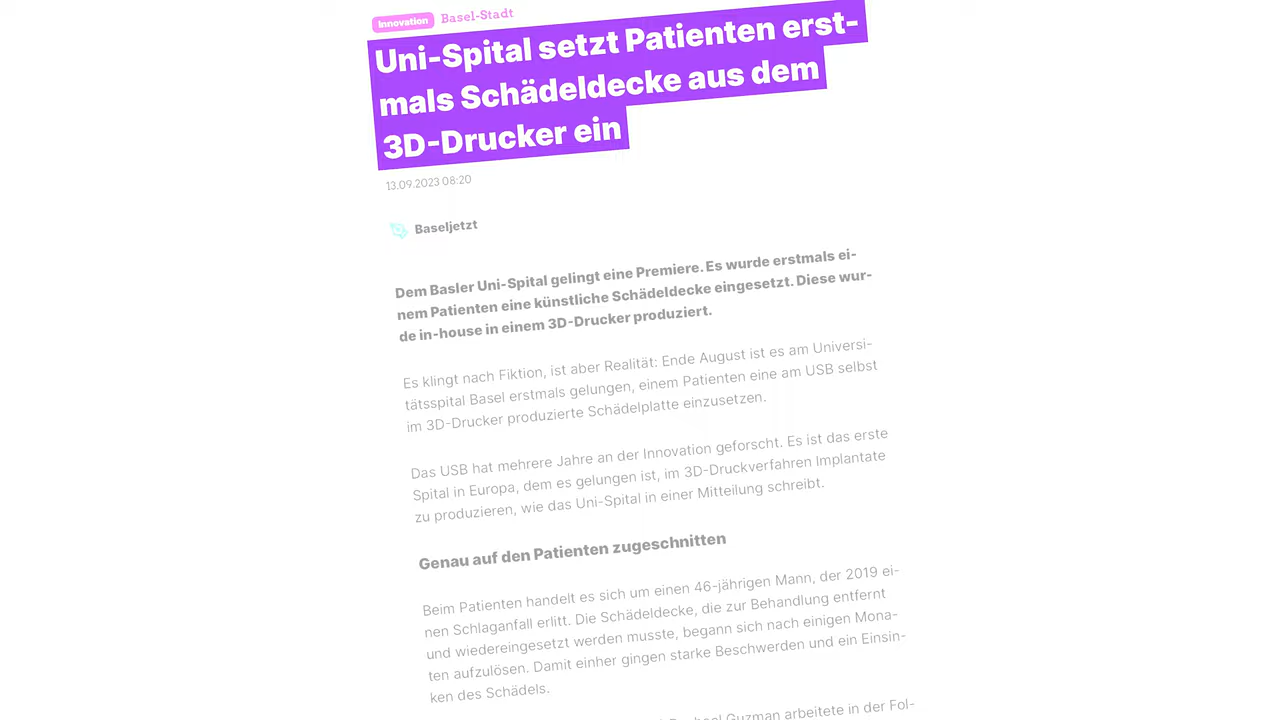 Innovation Basel-Stadt
Uni-Spital setzt Patienten erst-
mals Schädeldecke aus dem
3D-Drucker ein
13.09.2023 08:20
Baseljetzt
Dem Basler Uni-Spital gelingt eine Premiere. Es wurde erstmals ei-
nem Patienten eine künstliche Schädeldecke eingesetzt. Diese wur-
de in-house in einem 3D-Drucker produziert.
Es klingt nach Fiktion, ist aber Realität: Ende August ist es am Universi-
tätsspital Basel erstmals gelungen, einem Patienten eine am USB selbst
im 3D-Drucker produzierte Schädelplatte einzusetzen.
Das USB hat mehrere Jahre an der Innovation geforscht. Es ist das erste
Spital in Europa, dem es gelungen ist, im 3D-Druckverfahren Implantate
zu produzieren, wie das Uni-Spital in einer Mitteilung schreibt.
Genau auf den Patienten zugeschnitten
Beim Patienten handelt es sich um einen 46-jährigen Mann, der 2019 ei-
nen Schlaganfall erlitt. Die Schädeldecke, die zur Behandlung entfernt
und wiedereingesetzt werden musste, begann sich nach einigen Mona-
ten aufzulösen. Damit einher gingen starke Beschwerden und ein Einsin-
ken des Schädels.
Guzman arbeitete in der Fol-